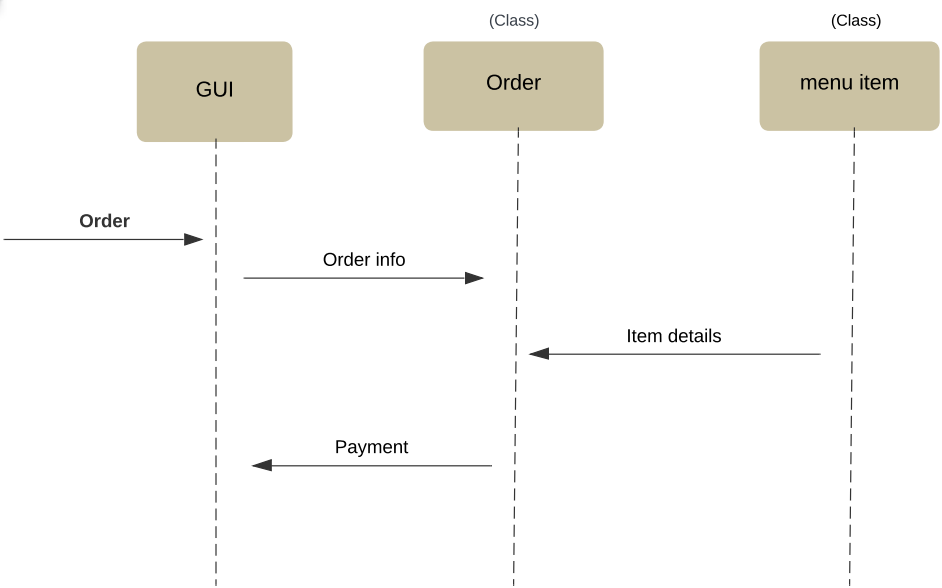 (Class)
(Class)
GUI
Order
menu item
Order
Order info
Item details
Payment